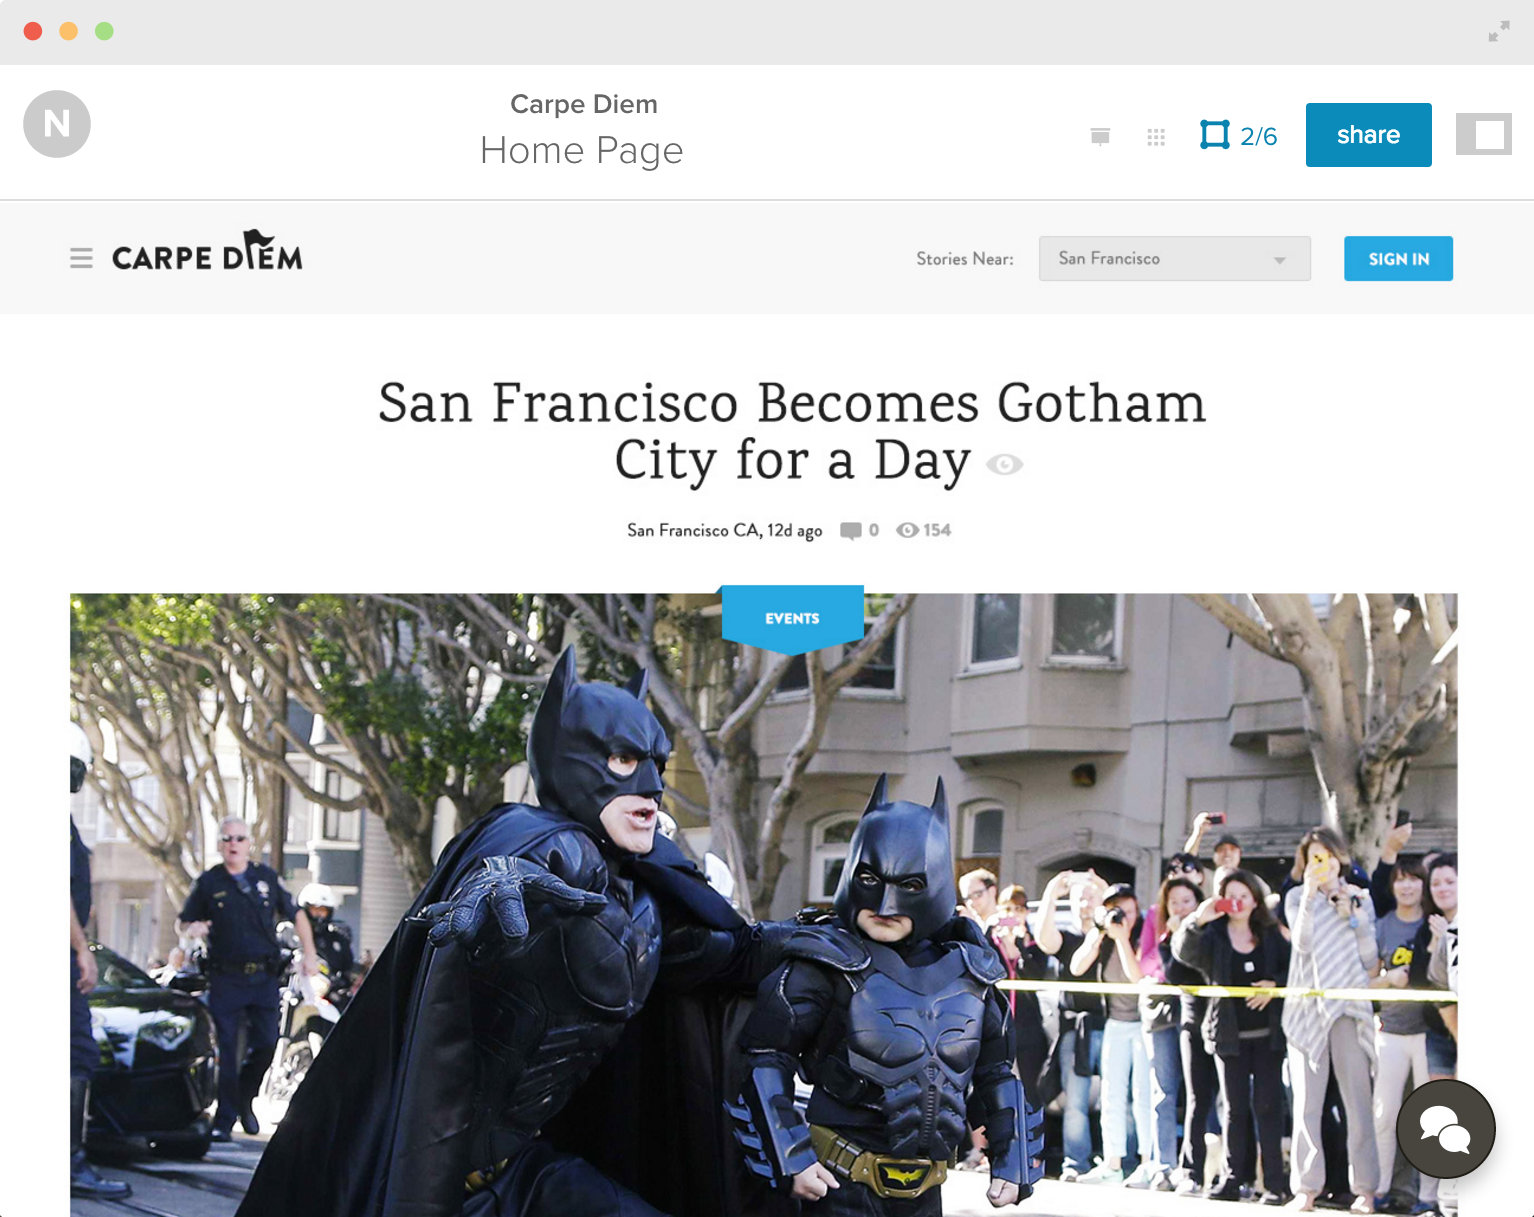 N
Carpe Diem
Home Page
2/6
share
CARPE DIEM
Stories Near:
San Francisco
SIGN IN
San Francisco Becomes Gotham
City for a Day
San Francisco CA, 12d ago 0 154
EVENTS